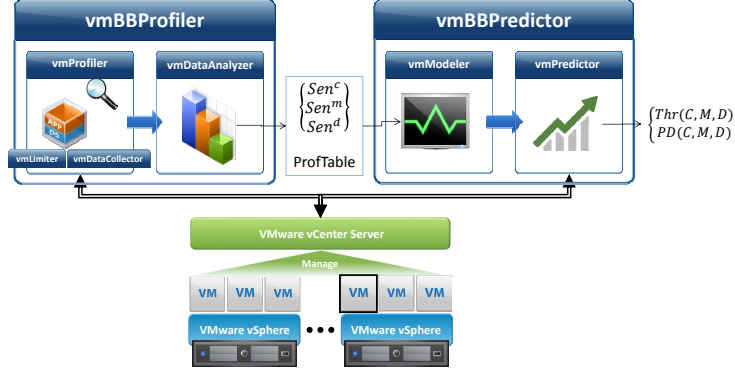 vmBBProfiler
vmBBPredictor
vmProfiler
vmDataAnalyzer
vmModeler
vmPredictor
APP
OS
vmLimiter
vmDataCollector
Sen^c
Sen^m
Sen^d
ProfTable
Thr(C, M, D)
PD(C, M, D)
VMware vCenter Server
Manage
VM VM VM VM VM VM
VMware vSphere ••• VMware vSphere